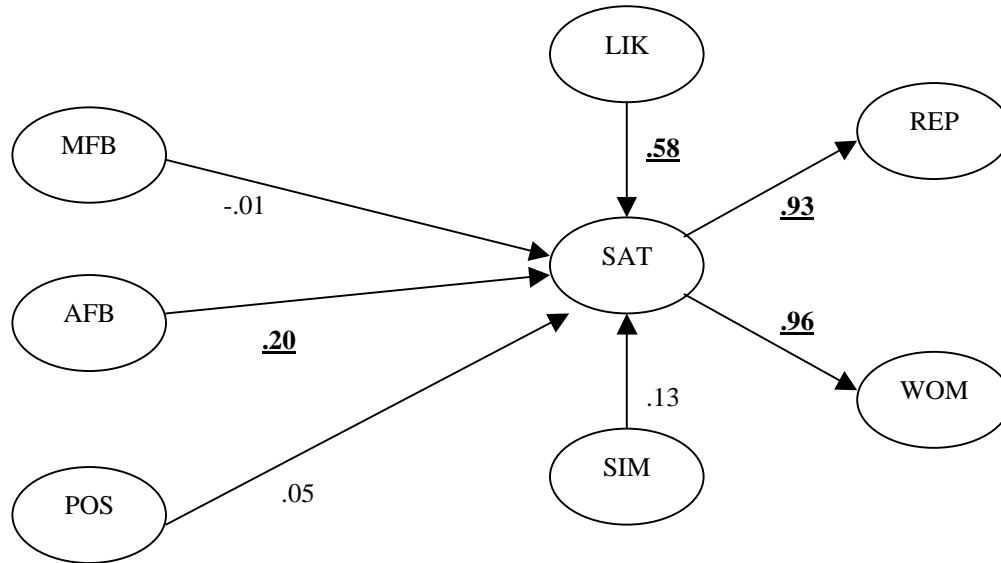 LIK
REP
MFB
.58
-.01
.93
SAT
AFB
.20
.96
.13
WOM
SIM
.05
POS